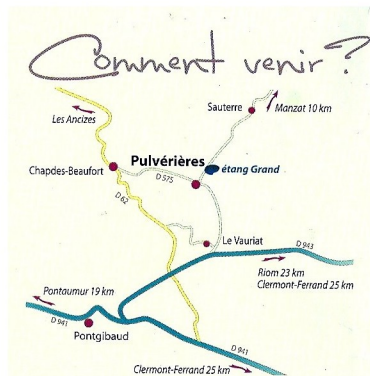 Comment venir ?
Sauterre
Manzat 10 km
Les Ancizes
Pulvérières
étang Grand
Chapdes-Beaufort
D 575
D 62
Le Vauriat
D 943
Riom 23 km
Clermont-Ferrand 25 km
Pontaumur 19 km
D 941
Pontgibaud
D 941
Clermont-Ferrand 25 km